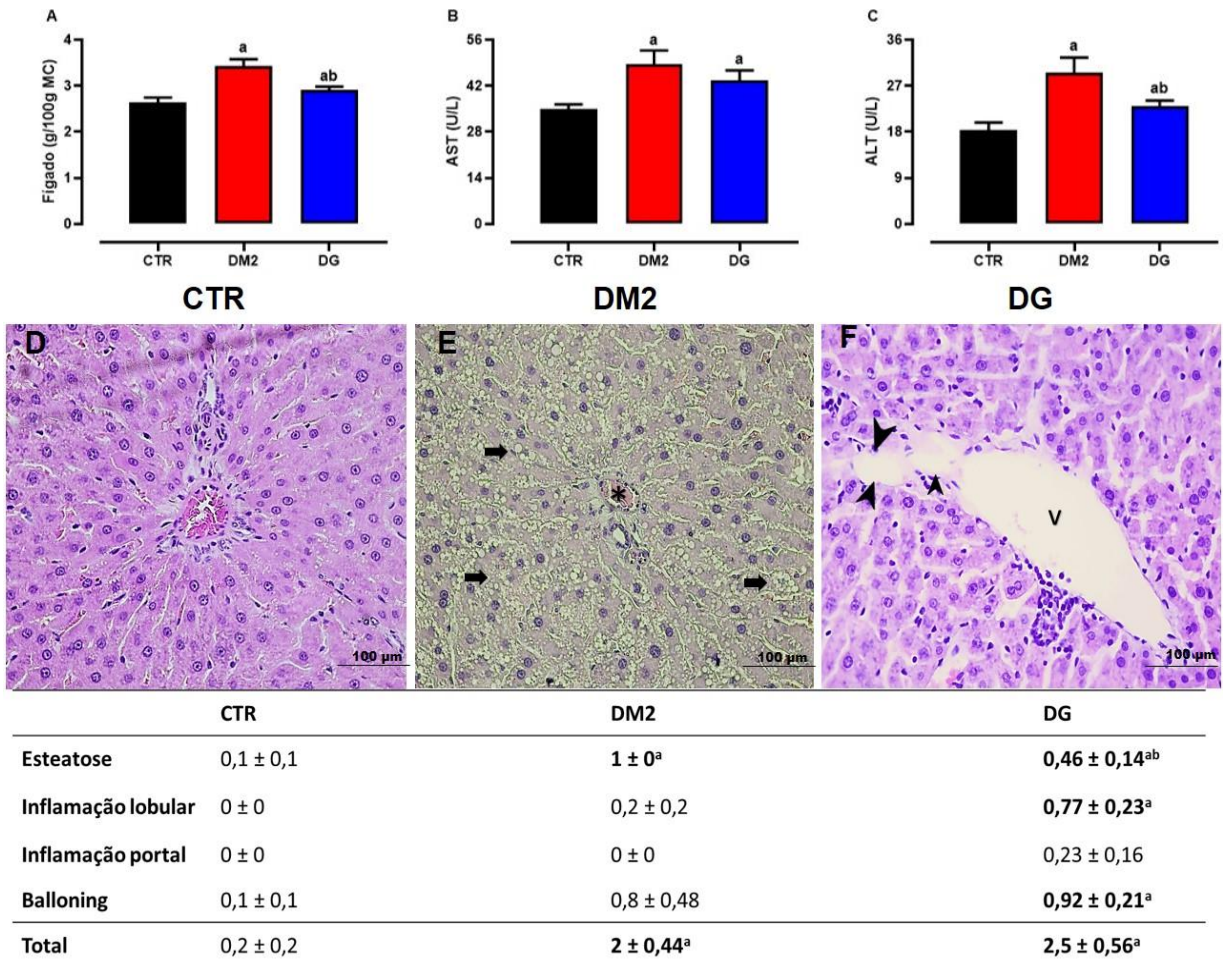 A
Fígado (g/100g MC)
4
3
2
1
0
a
ab
CTR DM2 DG
B
AST (U/L)
56
42
28
14
0
a
a
CTR DM2 DG
C
ALT (U/L)
36
27
18
9
0
a
ab
CTR DM2 DG
CTR DM2 DG
D
100 µm
E
*
100 µm
F
V
100 µm
CTR DM2 DG
Esteatose 0,1 ± 0,1 1 ± 0ᵃ 0,46 ± 0,14ᵃᵇ
Inflamação lobular 0 ± 0 0,2 ± 0,2 0,77 ± 0,23ᵃ
Inflamação portal 0 ± 0 0 ± 0 0,23 ± 0,16
Balloning 0,1 ± 0,1 0,8 ± 0,48 0,92 ± 0,21ᵃ
Total 0,2 ± 0,2 2 ± 0,44ᵃ 2,5 ± 0,56ᵃ